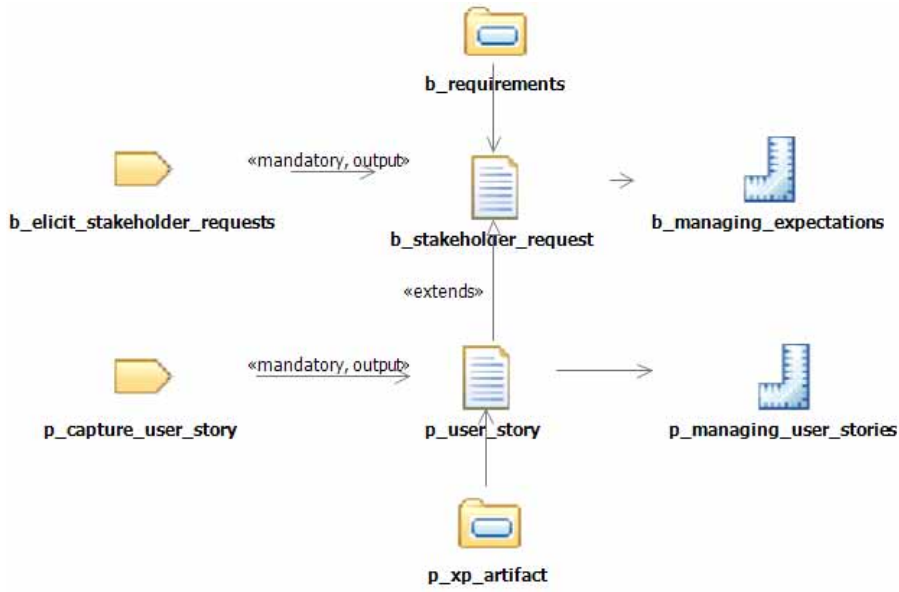 b_requirements
«mandatory, output»
b_elicit_stakeholder_requests
b_stakeholder_request
b_managing_expectations
«extends»
«mandatory, output»
p_capture_user_story
p_user_story
p_managing_user_stories
p_xp_artifact